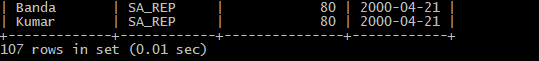 | Banda       | SA_REP     |            80 | 2000-04-21 |
| Kumar       | SA_REP     |            80 | 2000-04-21 |
+-------------+------------+---------------+------------+
107 rows in set (0.01 sec)